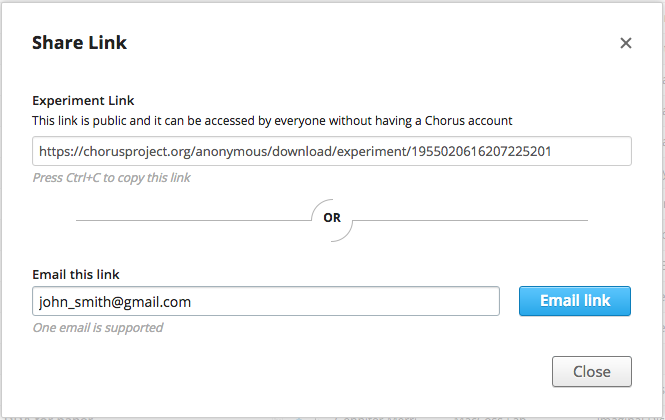 Share Link
×
Experiment Link
This link is public and it can be accessed by everyone without having a Chorus account
https://chorusproject.org/anonymous/download/experiment/1955020616207225201
Press Ctrl+C to copy this link
OR
Email this link
john_smith@gmail.com
Email link
One email is supported
Close